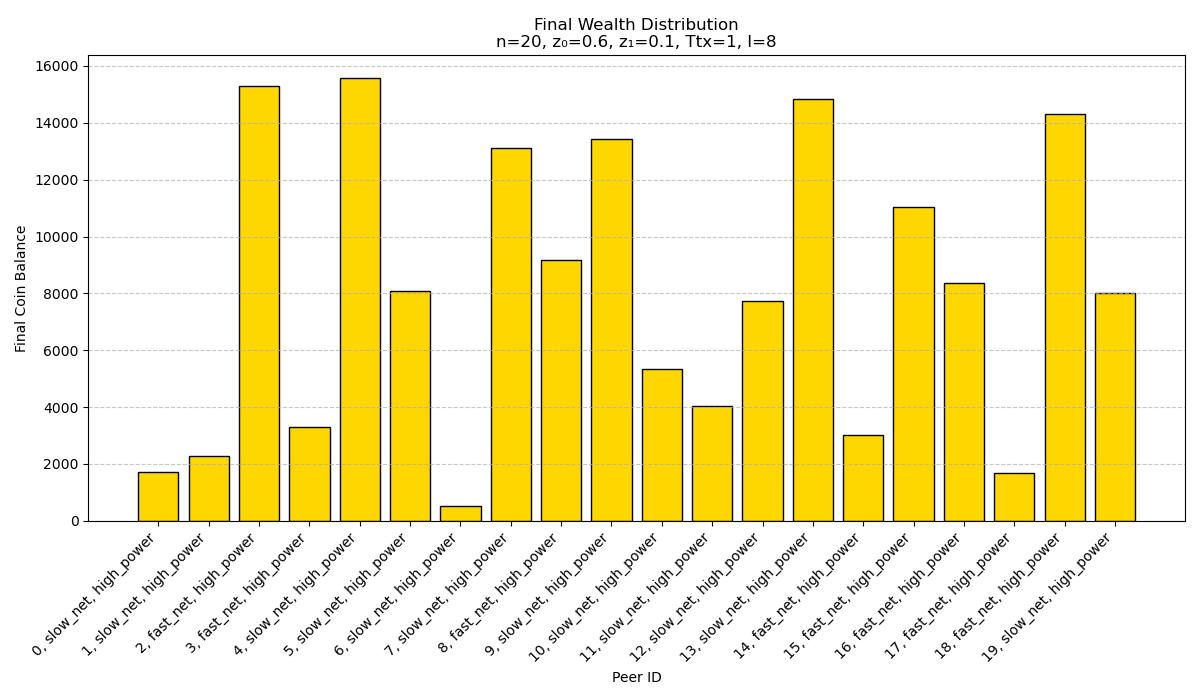 Final Wealth Distribution
n=20, z₀=0.6, z₁=0.1, Ttx=1, I=8
Final Coin Balance
16000
14000
12000
10000
8000
6000
4000
2000
0
0, slow_net, high_power
1, slow_net, high_power
2, fast_net, high_power
3, fast_net, high_power
4, slow_net, high_power
5, slow_net, high_power
6, slow_net, high_power
7, slow_net, high_power
8, fast_net, high_power
9, slow_net, high_power
10, slow_net, high_power
11, slow_net, high_power
12, slow_net, high_power
13, slow_net, high_power
14, fast_net, high_power
15, fast_net, high_power
16, fast_net, high_power
17, fast_net, high_power
18, fast_net, high_power
19, slow_net, high_power
Peer ID